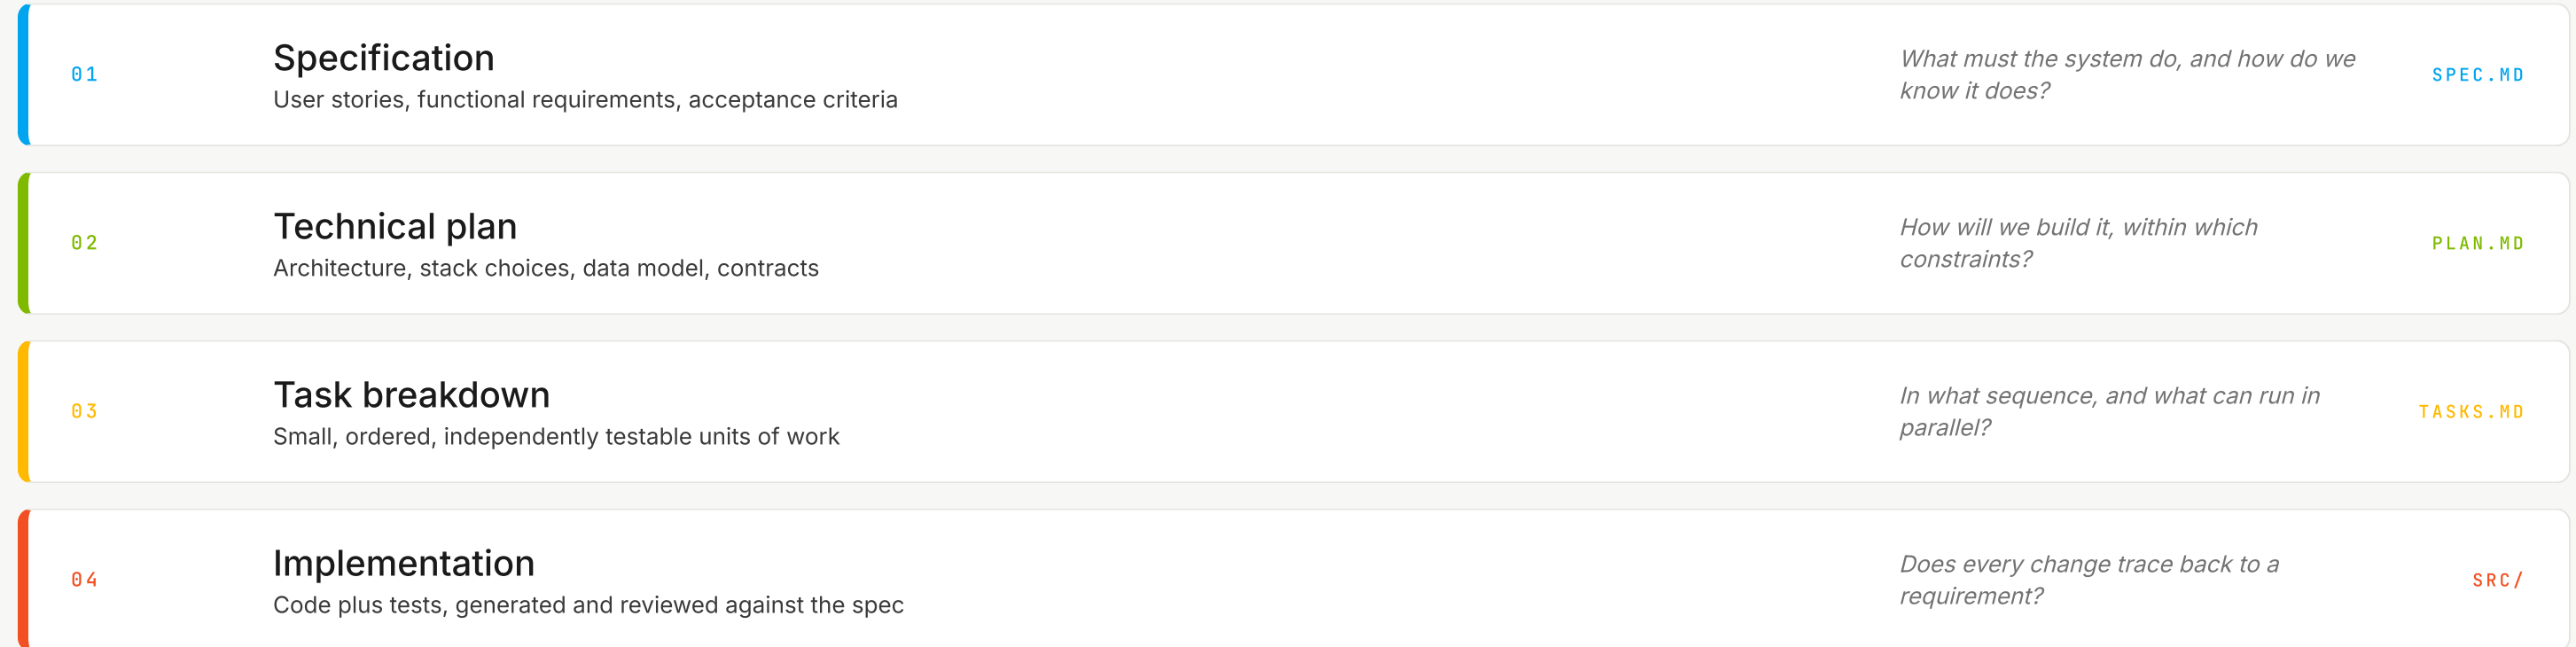 01
Specification
User stories, functional requirements, acceptance criteria
What must the system do, and how do we
know it does?
SPEC.MD
02
Technical plan
Architecture, stack choices, data model, contracts
How will we build it, within which
constraints?
PLAN.MD
03
Task breakdown
Small, ordered, independently testable units of work
In what sequence, and what can run in
parallel?
TASKS.MD
04
Implementation
Code plus tests, generated and reviewed against the spec
Does every change trace back to a
requirement?
SRC/